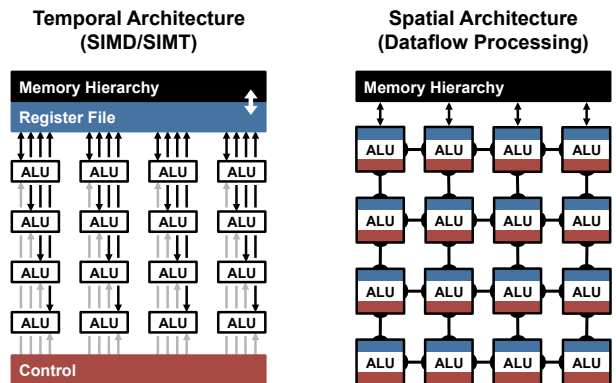 Temporal Architecture
(SIMD/SIMT)
Memory Hierarchy
Register File
ALU ALU ALU ALU
ALU ALU ALU ALU
ALU ALU ALU ALU
ALU ALU ALU ALU
Control
Spatial Architecture
(Dataflow Processing)
Memory Hierarchy
ALU ALU ALU ALU
ALU ALU ALU ALU
ALU ALU ALU ALU
ALU ALU ALU ALU